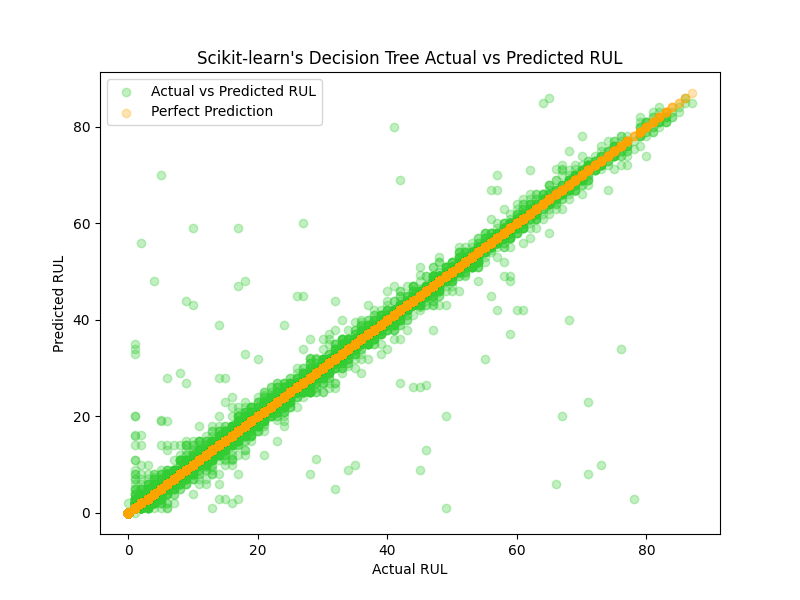 Scikit-learn's Decision Tree Actual vs Predicted RUL
Actual vs Predicted RUL
Perfect Prediction
Predicted RUL
80
60
40
20
0
0 20 40 60 80
Actual RUL